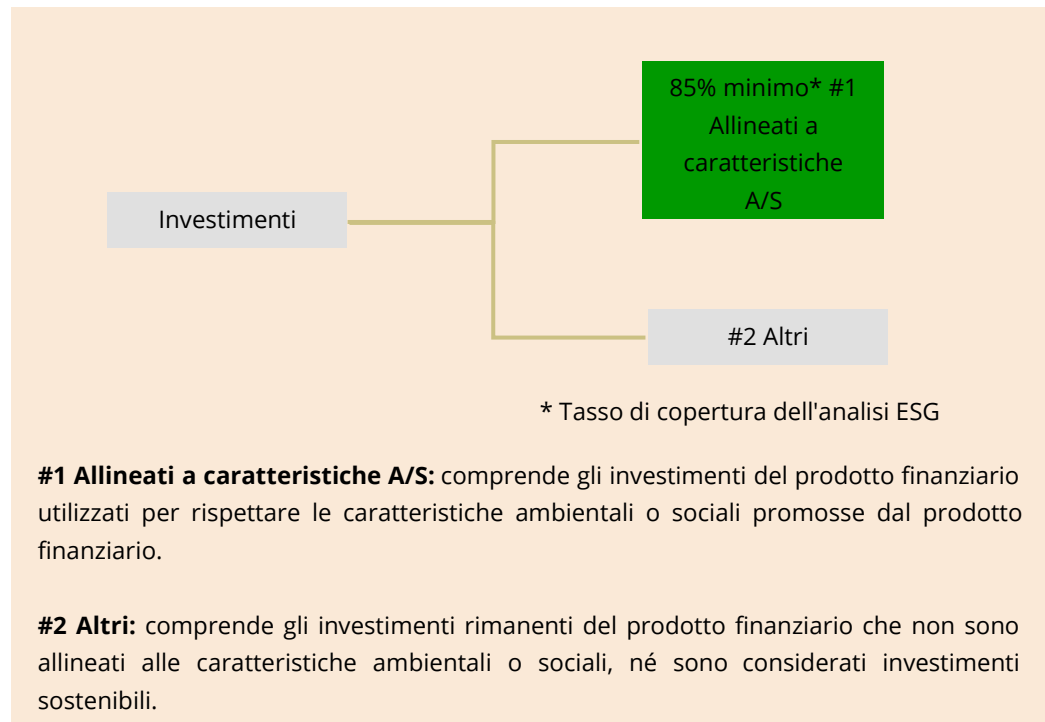 85% minimo* #1
Allineati a
caratteristiche
A/S
Investimenti
#2 Altri
* Tasso di copertura dell'analisi ESG
#1 Allineati a caratteristiche A/S: comprende gli investimenti del prodotto finanziario
utilizzati per rispettare le caratteristiche ambientali o sociali promosse dal prodotto
finanziario.
#2 Altri: comprende gli investimenti rimanenti del prodotto finanziario che non sono
allineati alle caratteristiche ambientali o sociali, né sono considerati investimenti
sostenibili.